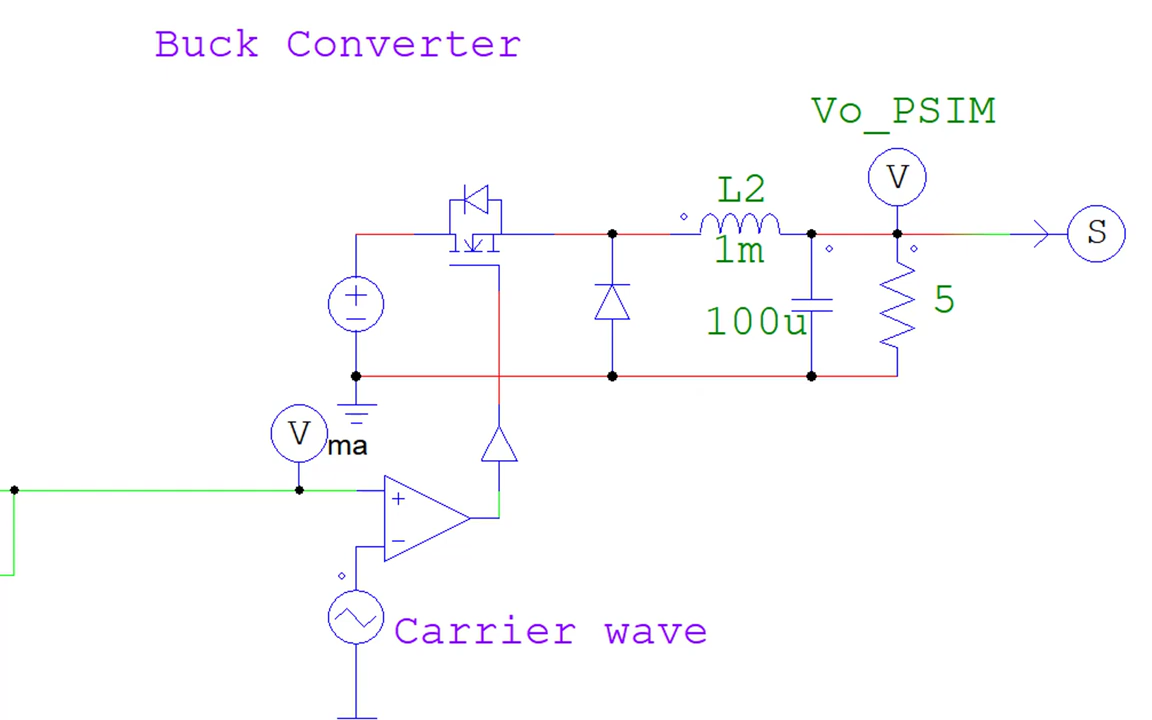 Buck Converter
Vo_PSIM
V
L2
1m
S
100u
5
V
ma
Carrier wave